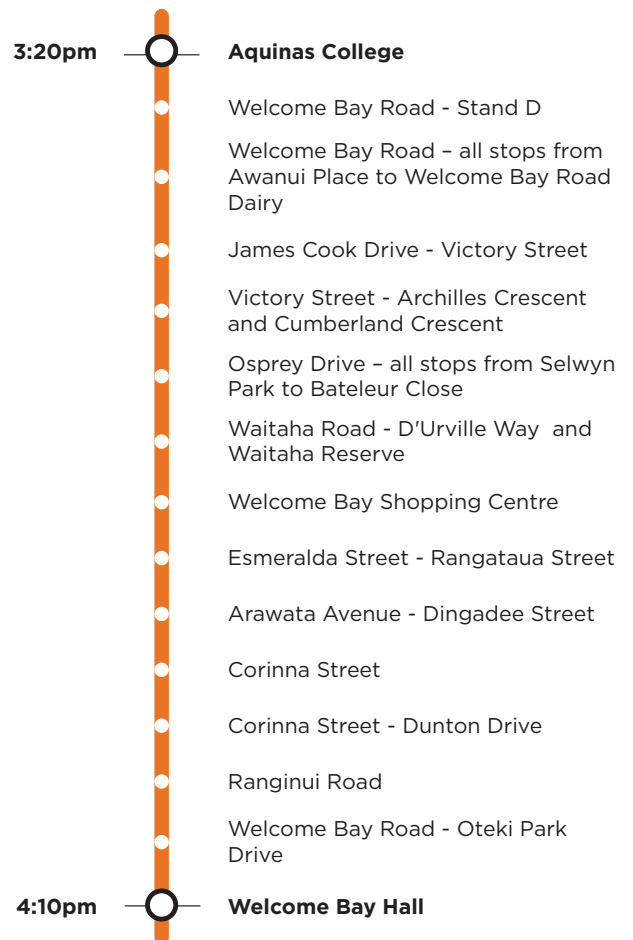 3:20pm Aquinas College
Welcome Bay Road - Stand D
Welcome Bay Road – all stops from
Awanui Place to Welcome Bay Road
Dairy
James Cook Drive - Victory Street
Victory Street - Archilles Crescent
and Cumberland Crescent
Osprey Drive – all stops from Selwyn
Park to Bateleur Close
Waitaha Road - D'Urville Way  and
Waitaha Reserve
Welcome Bay Shopping Centre
Esmeralda Street - Rangataua Street
Arawata Avenue - Dingadee Street
Corinna Street
Corinna Street - Dunton Drive
Ranginui Road
Welcome Bay Road - Oteki Park
Drive
4:10pm Welcome Bay Hall